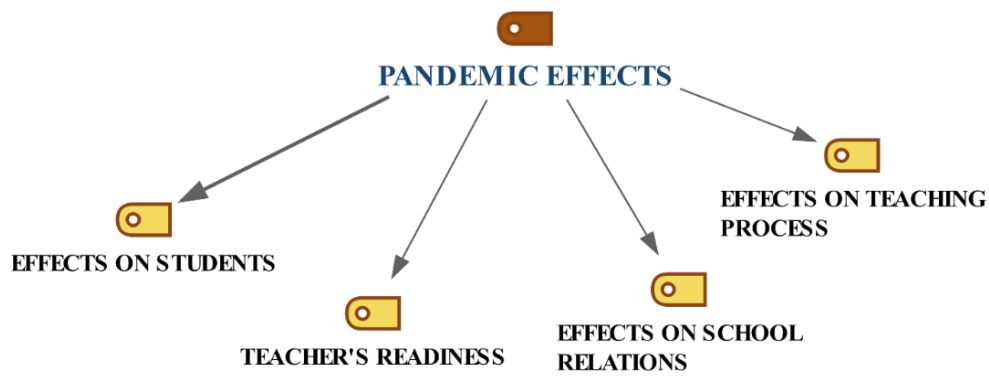 PANDEMIC EFFECTS
EFFECTS ON TEACHING
PROCESS
EFFECTS ON STUDENTS
EFFECTS ON SCHOOL
RELATIONS
TEACHER'S READINESS